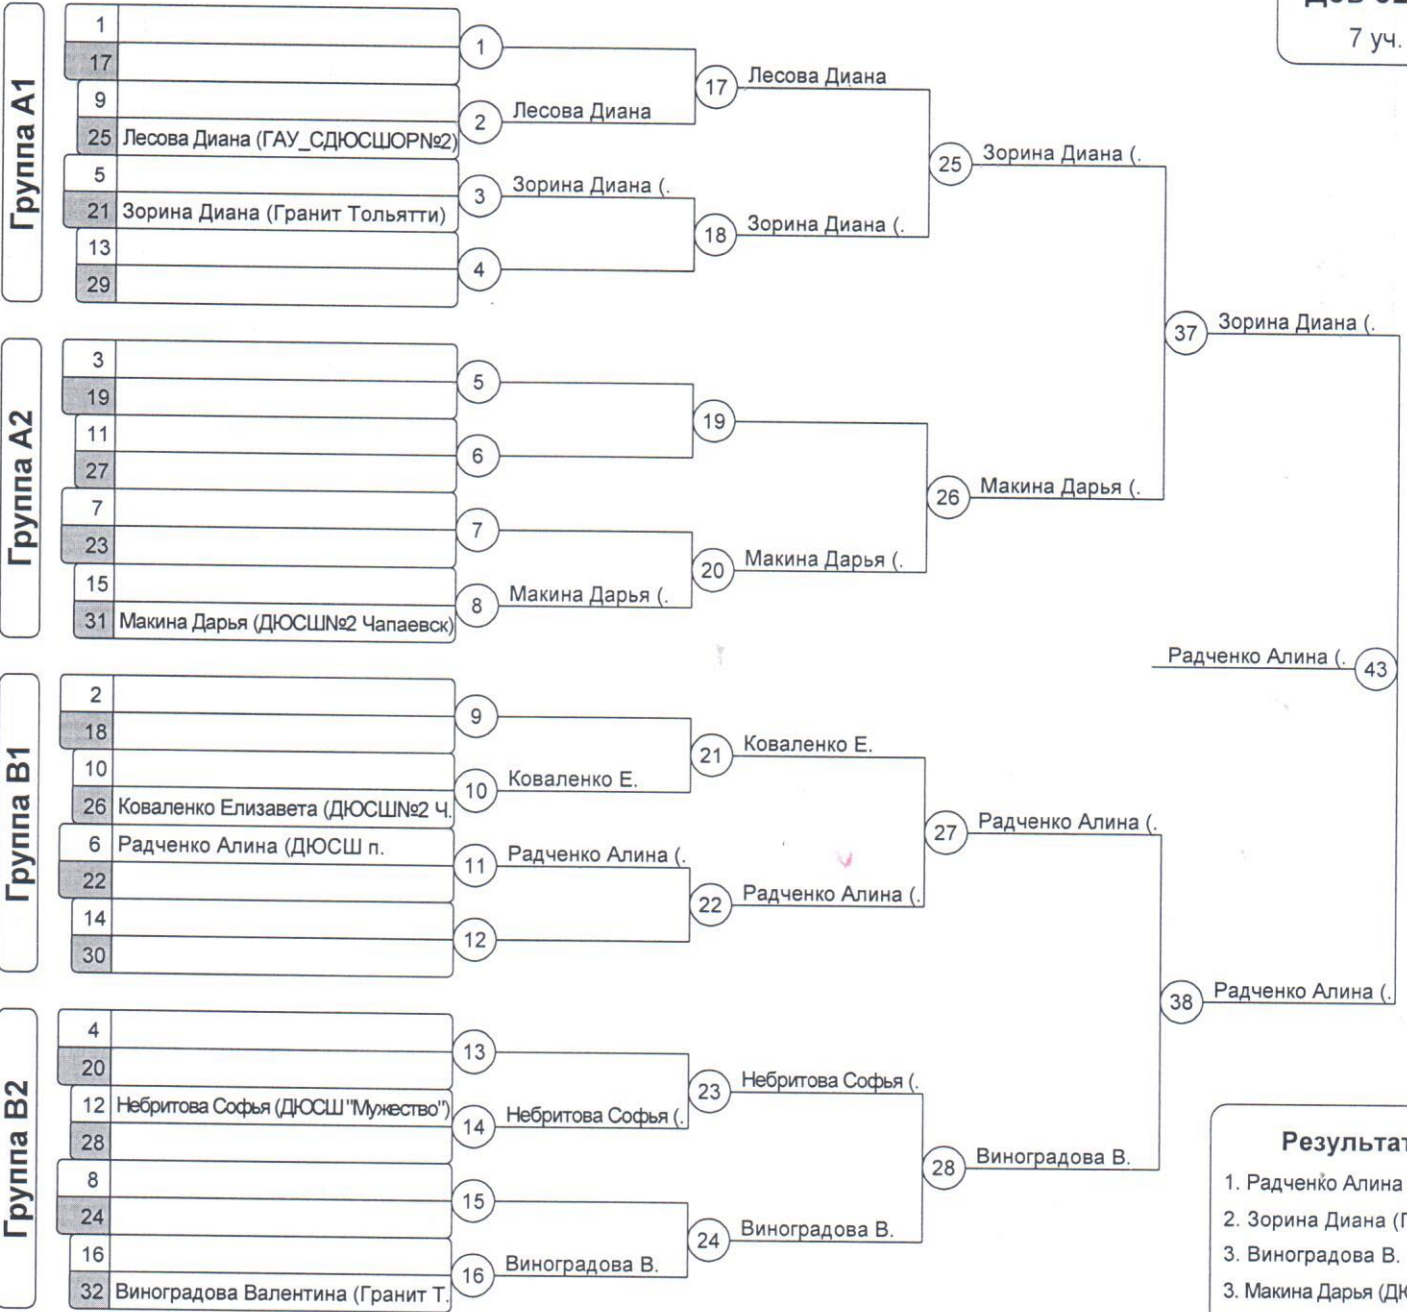 7 уч.
Группа A1
1
17
9
25 Лесова Диана (ГАУ_СДЮСШОР№2)
5
21 Зорина Диана (Гранит Тольятти)
13
29
1
2 Лесова Диана
3 Зорина Диана (.
4
17 Лесова Диана
18 Зорина Диана (.
25 Зорина Диана (.
Группа A2
3
19
11
27
7
23
15
31 Макина Дарья (ДЮСШ№2 Чапаевск)
5
6
7
8 Макина Дарья (.
19
20 Макина Дарья (.
26 Макина Дарья (.
37 Зорина Диана (.
Группа B1
2
18
10
26 Коваленко Елизавета (ДЮСШ№2 Ч.
6 Радченко Алина (ДЮСШ п.
22
14
30
9
10 Коваленко Е.
11 Радченко Алина (.
12
21 Коваленко Е.
22 Радченко Алина (.
27 Радченко Алина (.
Радченко Алина (. 43
Группа B2
4
20
12 Небритова Софья (ДЮСШ "Мужество")
28
8
24
16
32 Виноградова Валентина (Гранит Т.
13
14 Небритова Софья (.
15
16 Виноградова В.
23 Небритова Софья (.
24 Виноградова В.
28 Виноградова В.
38 Радченко Алина (.
Результат
1. Радченко Алина
2. Зорина Диана (Г
3. Виноградова В.
3. Макина Дарья (ДЮ